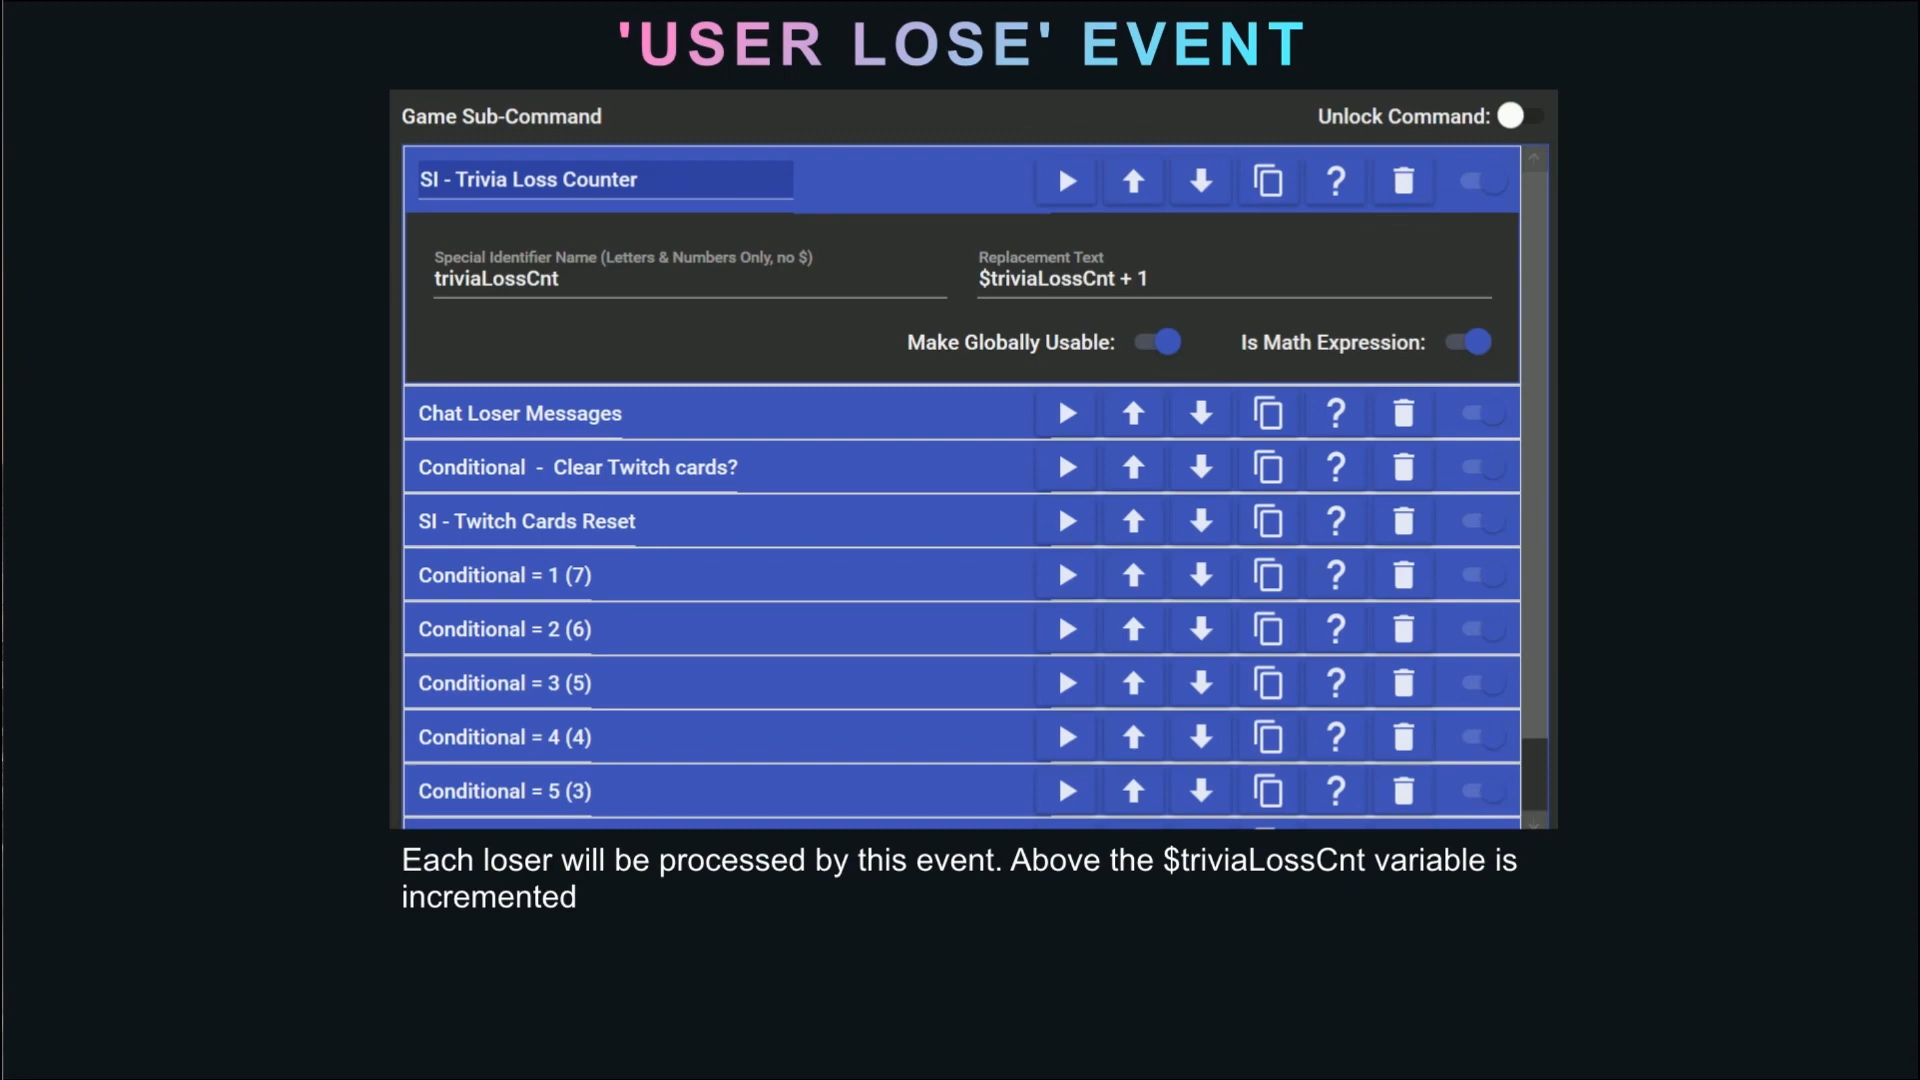 'USER LOSE' EVENT
Game Sub-Command
Unlock Command:
SI - Trivia Loss Counter
Special Identifier Name (Letters & Numbers Only, no $)
triviaLossCnt
Replacement Text
$triviaLossCnt + 1
Make Globally Usable:
Is Math Expression:
Chat Loser Messages
Conditional  -  Clear Twitch cards?
SI - Twitch Cards Reset
Conditional = 1 (7)
Conditional = 2 (6)
Conditional = 3 (5)
Conditional = 4 (4)
Conditional = 5 (3)
Each loser will be processed by this event. Above the $triviaLossCnt variable is
incremented